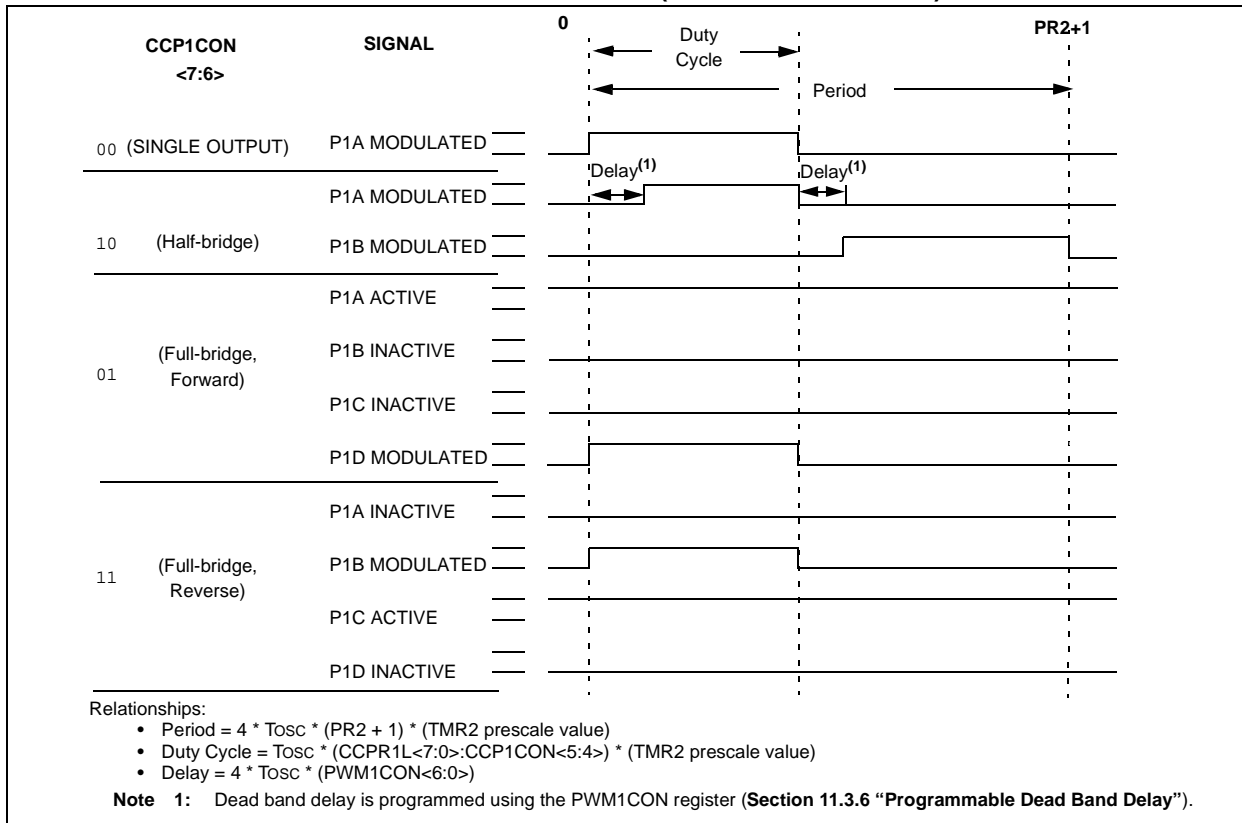 0
PR2+1
CCP1CON
<7:6>
SIGNAL
Duty
Cycle
Period
00 (SINGLE OUTPUT)
P1A MODULATED
Delay(1)
Delay(1)
P1A MODULATED
10 (Half-bridge)
P1B MODULATED
P1A ACTIVE
01 (Full-bridge,
Forward)
P1B INACTIVE
P1C INACTIVE
P1D MODULATED
P1A INACTIVE
11 (Full-bridge,
Reverse)
P1B MODULATED
P1C ACTIVE
P1D INACTIVE
Relationships:
• Period = 4 * TOSC * (PR2 + 1) * (TMR2 prescale value)
• Duty Cycle = TOSC * (CCPR1L<7:0>:CCP1CON<5:4>) * (TMR2 prescale value)
• Delay = 4 * TOSC * (PWM1CON<6:0>)
Note 1: Dead band delay is programmed using the PWM1CON register (Section 11.3.6 “Programmable Dead Band Delay”).